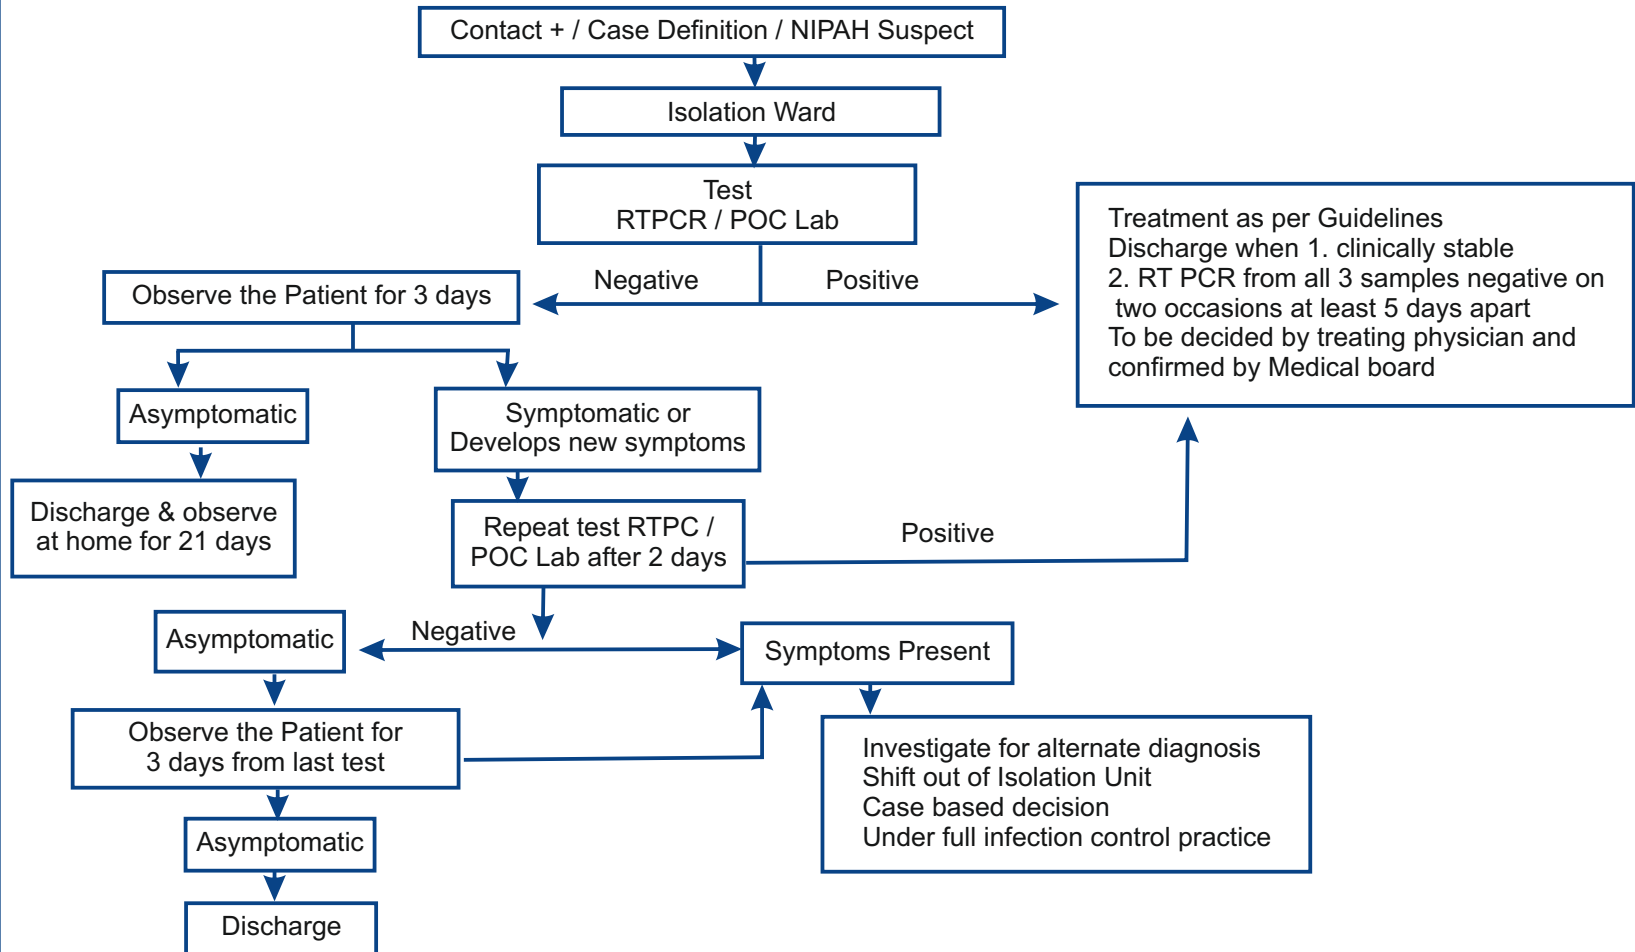 Contact + / Case Definition / NIPAH Suspect
Isolation Ward
Test
RTPCR / POC Lab
Negative
Positive
Treatment as per Guidelines
Discharge when 1. clinically stable
2. RT PCR from all 3 samples negative on
two occasions at least 5 days apart
To be decided by treating physician and
confirmed by Medical board
Observe the Patient for 3 days
Asymptomatic
Symptomatic or
Develops new symptoms
Discharge & observe
at home for 21 days
Repeat test RTPC /
POC Lab after 2 days
Positive
Negative
Asymptomatic
Symptoms Present
Observe the Patient for
3 days from last test
Investigate for alternate diagnosis
Shift out of Isolation Unit
Case based decision
Under full infection control practice
Asymptomatic
Discharge